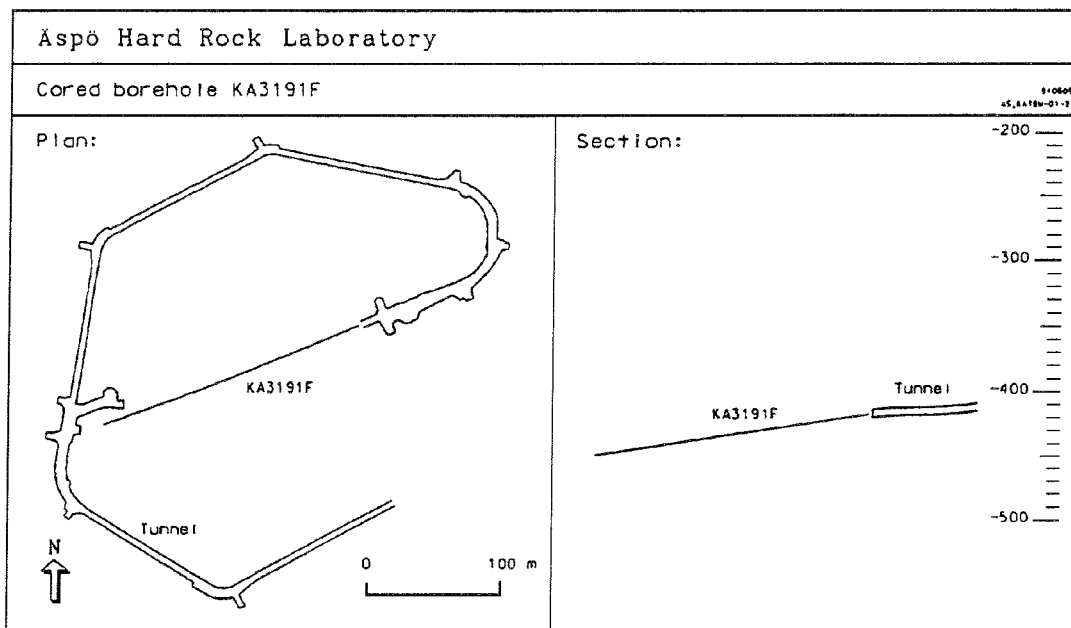 Äspö Hard Rock Laboratory
Cored borehole KA3191F
Plan:
KA3191F
Tunnel
N
0 100 m
Section:
-200
-300
-400
Tunnel
KA3191F
-500